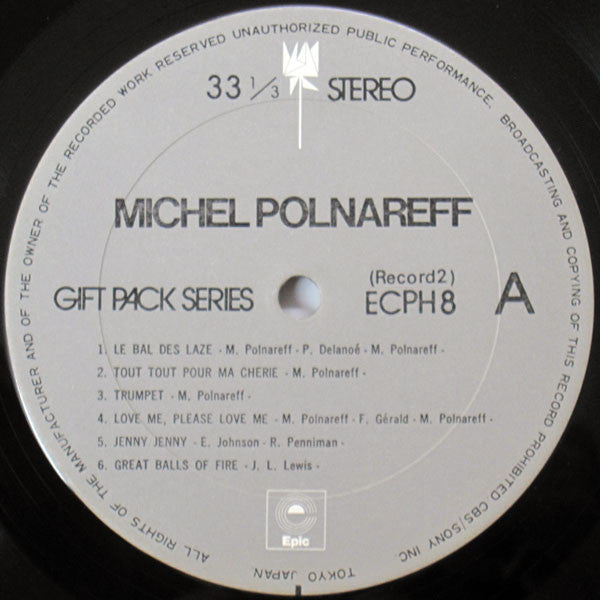 33 1/3 STEREO
MICHEL POLNAREFF
GIFT PACK SERIES
(Record2)
ECPH8
A
1. LE BAL DES LAZE · M. Polnareff · P. Delanoé · M. Polnareff ·
2. TOUT TOUT POUR MA CHERIE · M. Polnareff ·
3. TRUMPET · M. Polnareff ·
4. LOVE ME, PLEASE LOVE ME · M. Polnareff · F. Gérald · M. Polnareff ·
5. JENNY JENNY · E. Johnson · R. Penniman ·
6. GREAT BALLS OF FIRE · J. L. Lewis ·
Epic
ALL RIGHTS OF THE MANUFACTURER AND OF THE OWNER OF THE RECORDED WORK RESERVED UNAUTHORIZED PUBLIC PERFORMANCE, BROADCASTING AND COPYING OF THIS RECORD PROHIBITED CBS/SONY INC.
TOKYO JAPAN